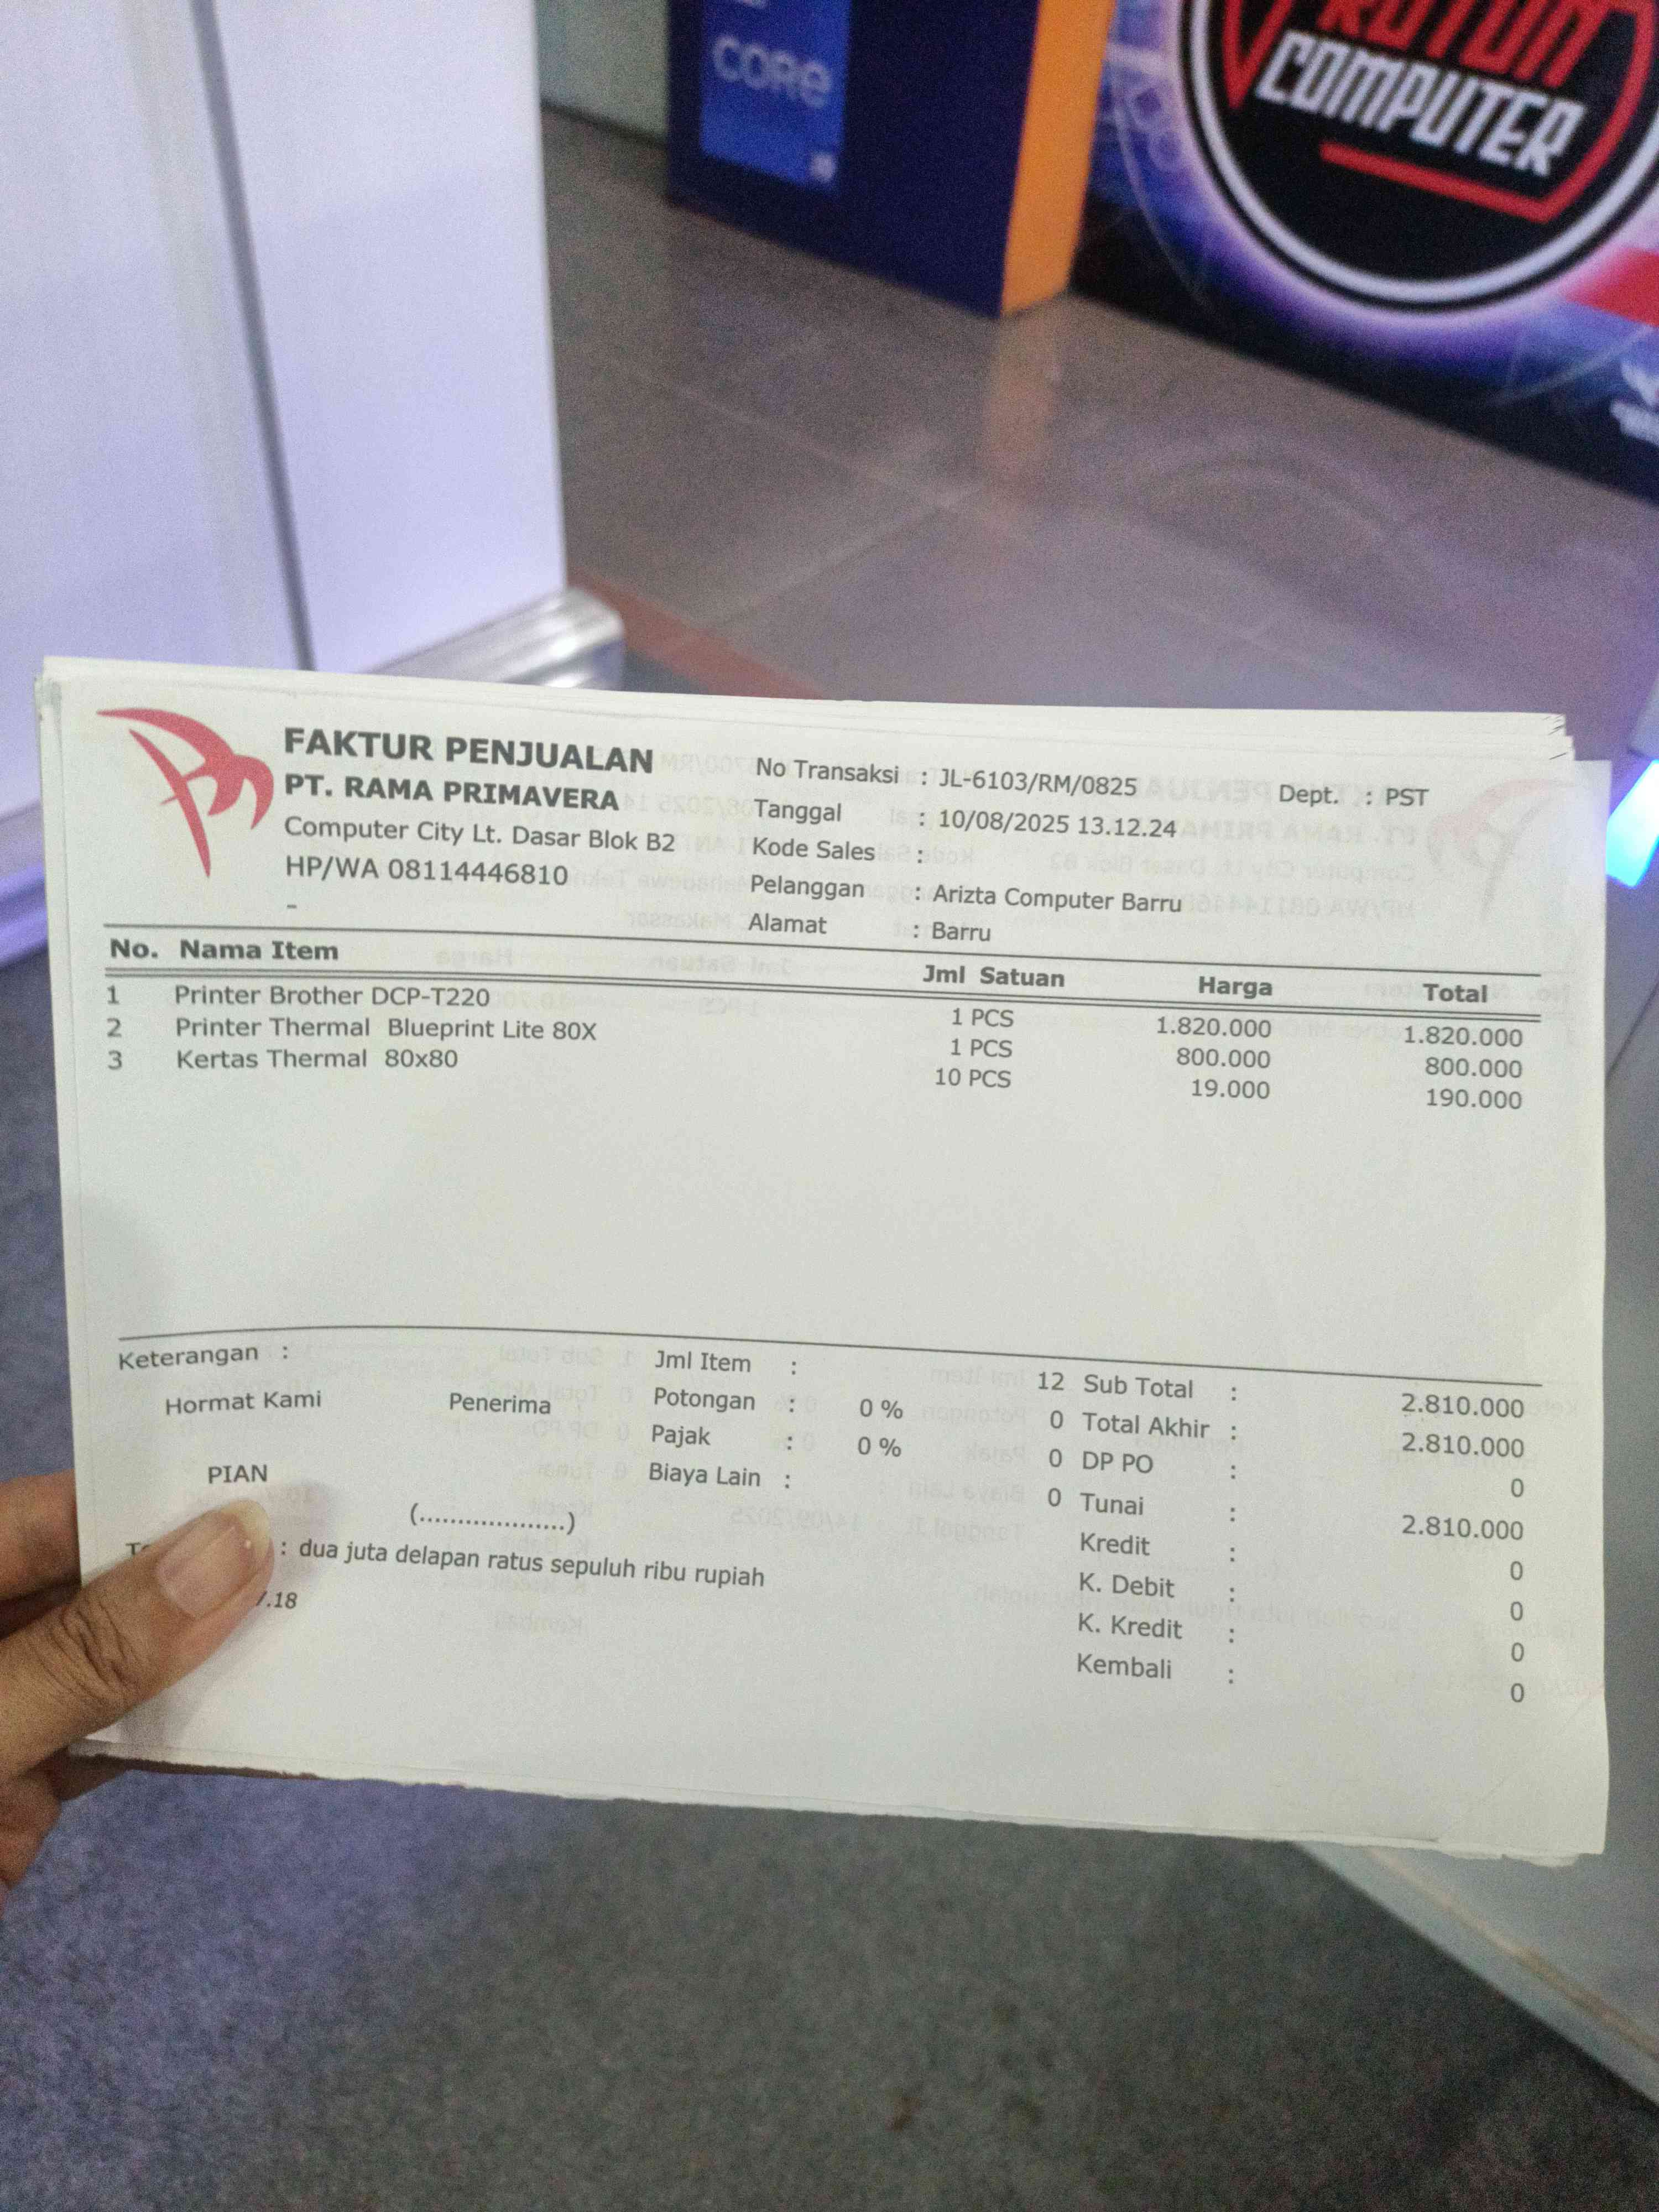 CORE
COMPUTER
FAKTUR PENJUALAN
PT. RAMA PRIMAVERA
Computer City Lt. Dasar Blok B2
HP/WA 08114446810
-
No Transaksi : JL-6103/RM/0825 Dept. : PST
Tanggal : 10/08/2025 13.12.24
Kode Sales :
Pelanggan : Arizta Computer Barru
Alamat : Barru
No. Nama Item Jml Satuan Harga Total
1 Printer Brother DCP-T220 1 PCS 1.820.000 1.820.000
2 Printer Thermal Blueprint Lite 80X 1 PCS 800.000 800.000
3 Kertas Thermal 80x80 10 PCS 19.000 190.000
Keterangan :
Hormat Kami Penerima
PIAN
(...................)
: dua juta delapan ratus sepuluh ribu rupiah
.18
Jml Item : 12
Potongan : 0 % 0
Pajak : 0 % 0
Biaya Lain : 0
Sub Total : 2.810.000
Total Akhir : 2.810.000
DP PO : 0
Tunai : 2.810.000
Kredit : 0
K. Debit : 0
K. Kredit : 0
Kembali : 0